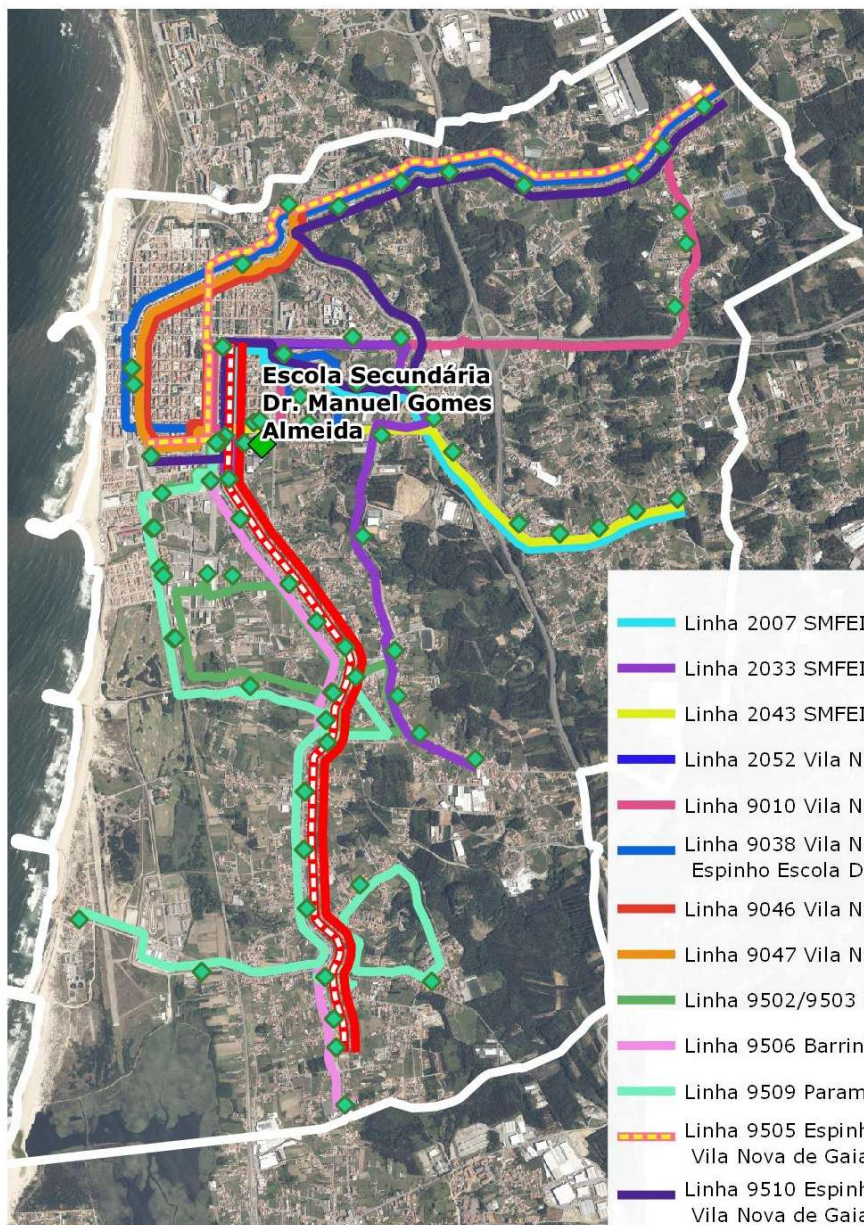 Escola Secundária
Dr. Manuel Gomes
Almeida
Linha 2007 SMFEI
Linha 2033 SMFEI
Linha 2043 SMFEI
Linha 2052 Vila N
Linha 9010 Vila N
Linha 9038 Vila N
Espinho Escola D
Linha 9046 Vila N
Linha 9047 Vila N
Linha 9502/9503
Linha 9506 Barrin
Linha 9509 Param
Linha 9505 Espinh
Vila Nova de Gaia
Linha 9510 Espinh
Vila Nova de Gaia